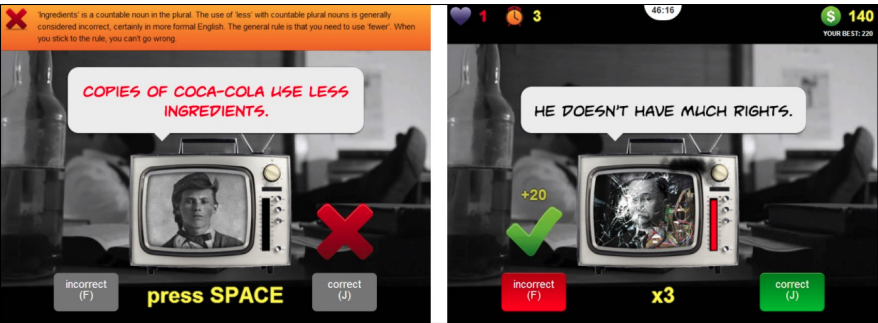 'Ingredients' is a countable noun in the plural. The use of 'less' with countable plural nouns is generally
considered incorrect, certainly in more formal English. The general rule is that you need to use 'fewer'. When
you stick to the rule, you can't go wrong.
COPIES OF COCA-COLA USE LESS
INGREDIENTS.
incorrect
(F)
press SPACE
correct
(J)
1
3
46:16
$ 140
YOUR BEST: 220
HE DOESN'T HAVE MUCH RIGHTS.
+20
incorrect
(F)
x3
correct
(J)